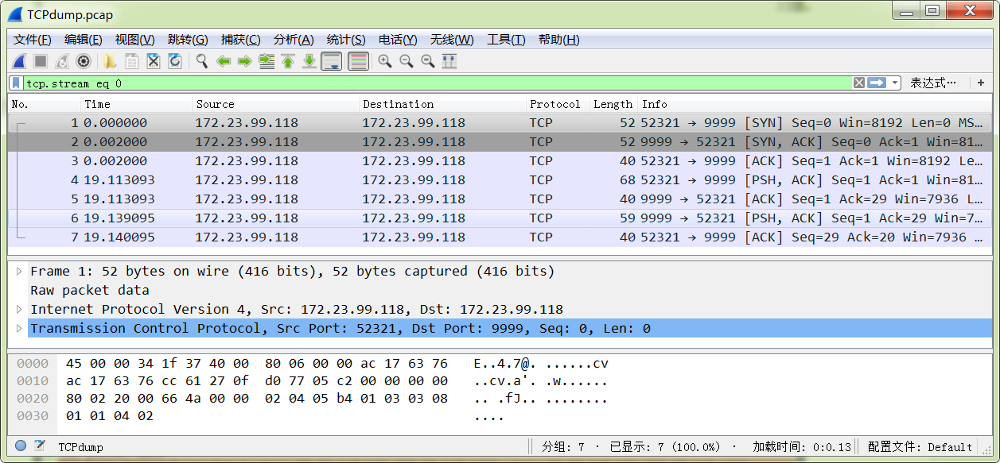 TCPdump.pcap
文件(F) 编辑(E) 视图(V) 跳转(G) 捕获(C) 分析(A) 统计(S) 电话(Y) 无线(W) 工具(T) 帮助(H)
tcp.stream eq 0 表达式… +
No. Time Source Destination Protocol Length Info
1 0.000000 172.23.99.118 172.23.99.118 TCP 52 52321 → 9999 [SYN] Seq=0 Win=8192 Len=0 MS…
2 0.002000 172.23.99.118 172.23.99.118 TCP 52 9999 → 52321 [SYN, ACK] Seq=0 Ack=1 Win=81…
3 0.002000 172.23.99.118 172.23.99.118 TCP 40 52321 → 9999 [ACK] Seq=1 Ack=1 Win=8192 Le…
4 19.113093 172.23.99.118 172.23.99.118 TCP 68 52321 → 9999 [PSH, ACK] Seq=1 Ack=1 Win=81…
5 19.113093 172.23.99.118 172.23.99.118 TCP 40 9999 → 52321 [ACK] Seq=1 Ack=29 Win=7936 L…
6 19.139095 172.23.99.118 172.23.99.118 TCP 59 9999 → 52321 [PSH, ACK] Seq=1 Ack=29 Win=7…
7 19.140095 172.23.99.118 172.23.99.118 TCP 40 52321 → 9999 [ACK] Seq=29 Ack=20 Win=7936 …
Frame 1: 52 bytes on wire (416 bits), 52 bytes captured (416 bits)
Raw packet data
Internet Protocol Version 4, Src: 172.23.99.118, Dst: 172.23.99.118
Transmission Control Protocol, Src Port: 52321, Dst Port: 9999, Seq: 0, Len: 0
0000 45 00 00 34 1f 37 40 00 80 06 00 00 ac 17 63 76 E..4.7@. ......cv
0010 ac 17 63 76 cc 61 27 0f d0 77 05 c2 00 00 00 00 ..cv.a'. .w......
0020 80 02 20 00 66 4a 00 00 02 04 05 b4 01 03 03 08 .. .fJ.. ........
0030 01 01 04 02 ....
TCPdump 分组: 7 · 已显示: 7 (100.0%) · 加载时间: 0:0.13 配置文件: Default